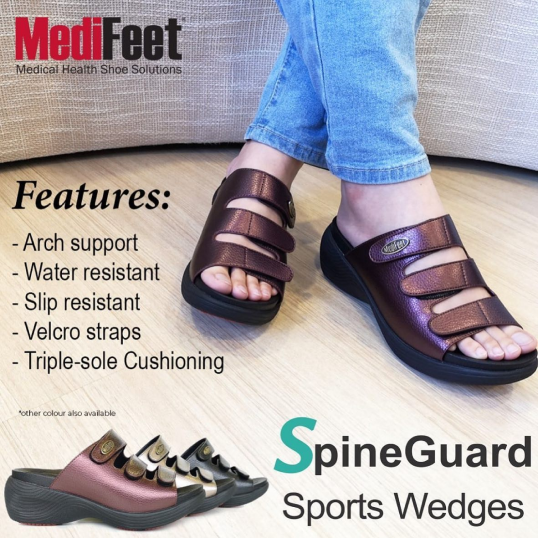 MediFeet®
Medical Health Shoe Solutions
Features:
- Arch support
- Water resistant
- Slip resistant
- Velcro straps
- Triple-sole Cushioning
MediFeet
*other colour also available
SpineGuard
Sports Wedges